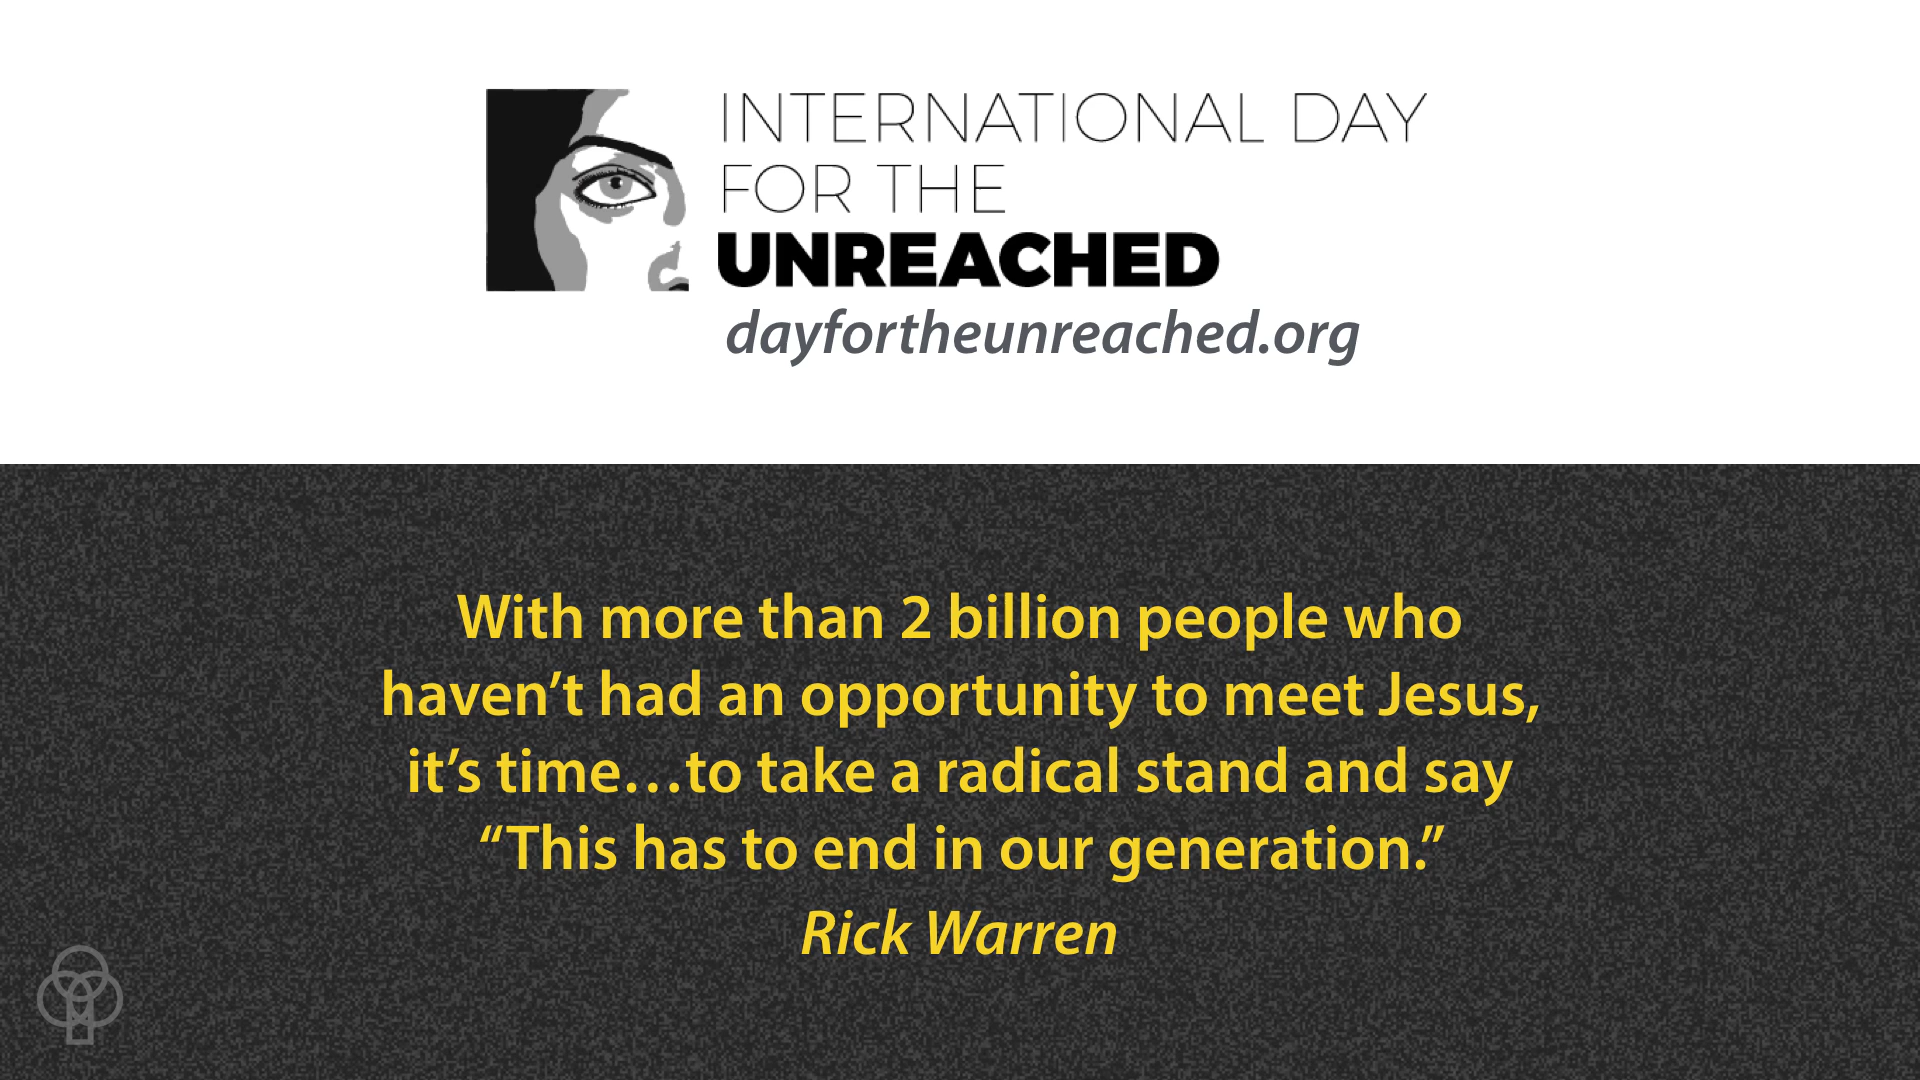 INTERNATIONAL DAY
FOR THE
UNREACHED
dayfortheunreached.org
With more than 2 billion people who
haven’t had an opportunity to meet Jesus,
it’s time…to take a radical stand and say
“This has to end in our generation.”
Rick Warren